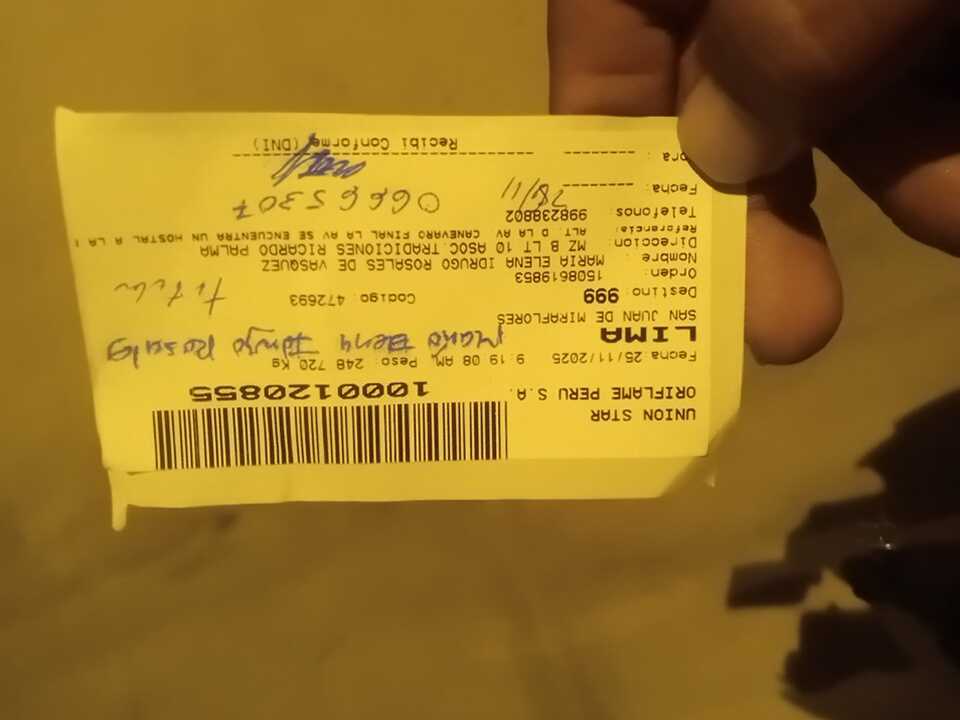 UNION STAR
ORIFLAME PERU S.A.
1000120855
Fecha: 25/11/2025 9:19:08 AM Peso: 248.720 Kg
LIMA
SAN JUAN DE MIRAFLORES
Destino: 999 Codigo: 472693
titular
Orden: 1508619853
Nombre: MARIA ELENA IDRUGO ROSALES DE VASQUEZ
Direccion: MZ B LT 10 ASOC.TRADICIONES RICARDO PALMA
Referencia: ALT. D LA AV CANEVARO FINAL LA AV SE ENCUENTRA UN HOSTAL A LA
Telefonos: 998238802
06665307
Fecha :
Recibi Conforme (DNI)